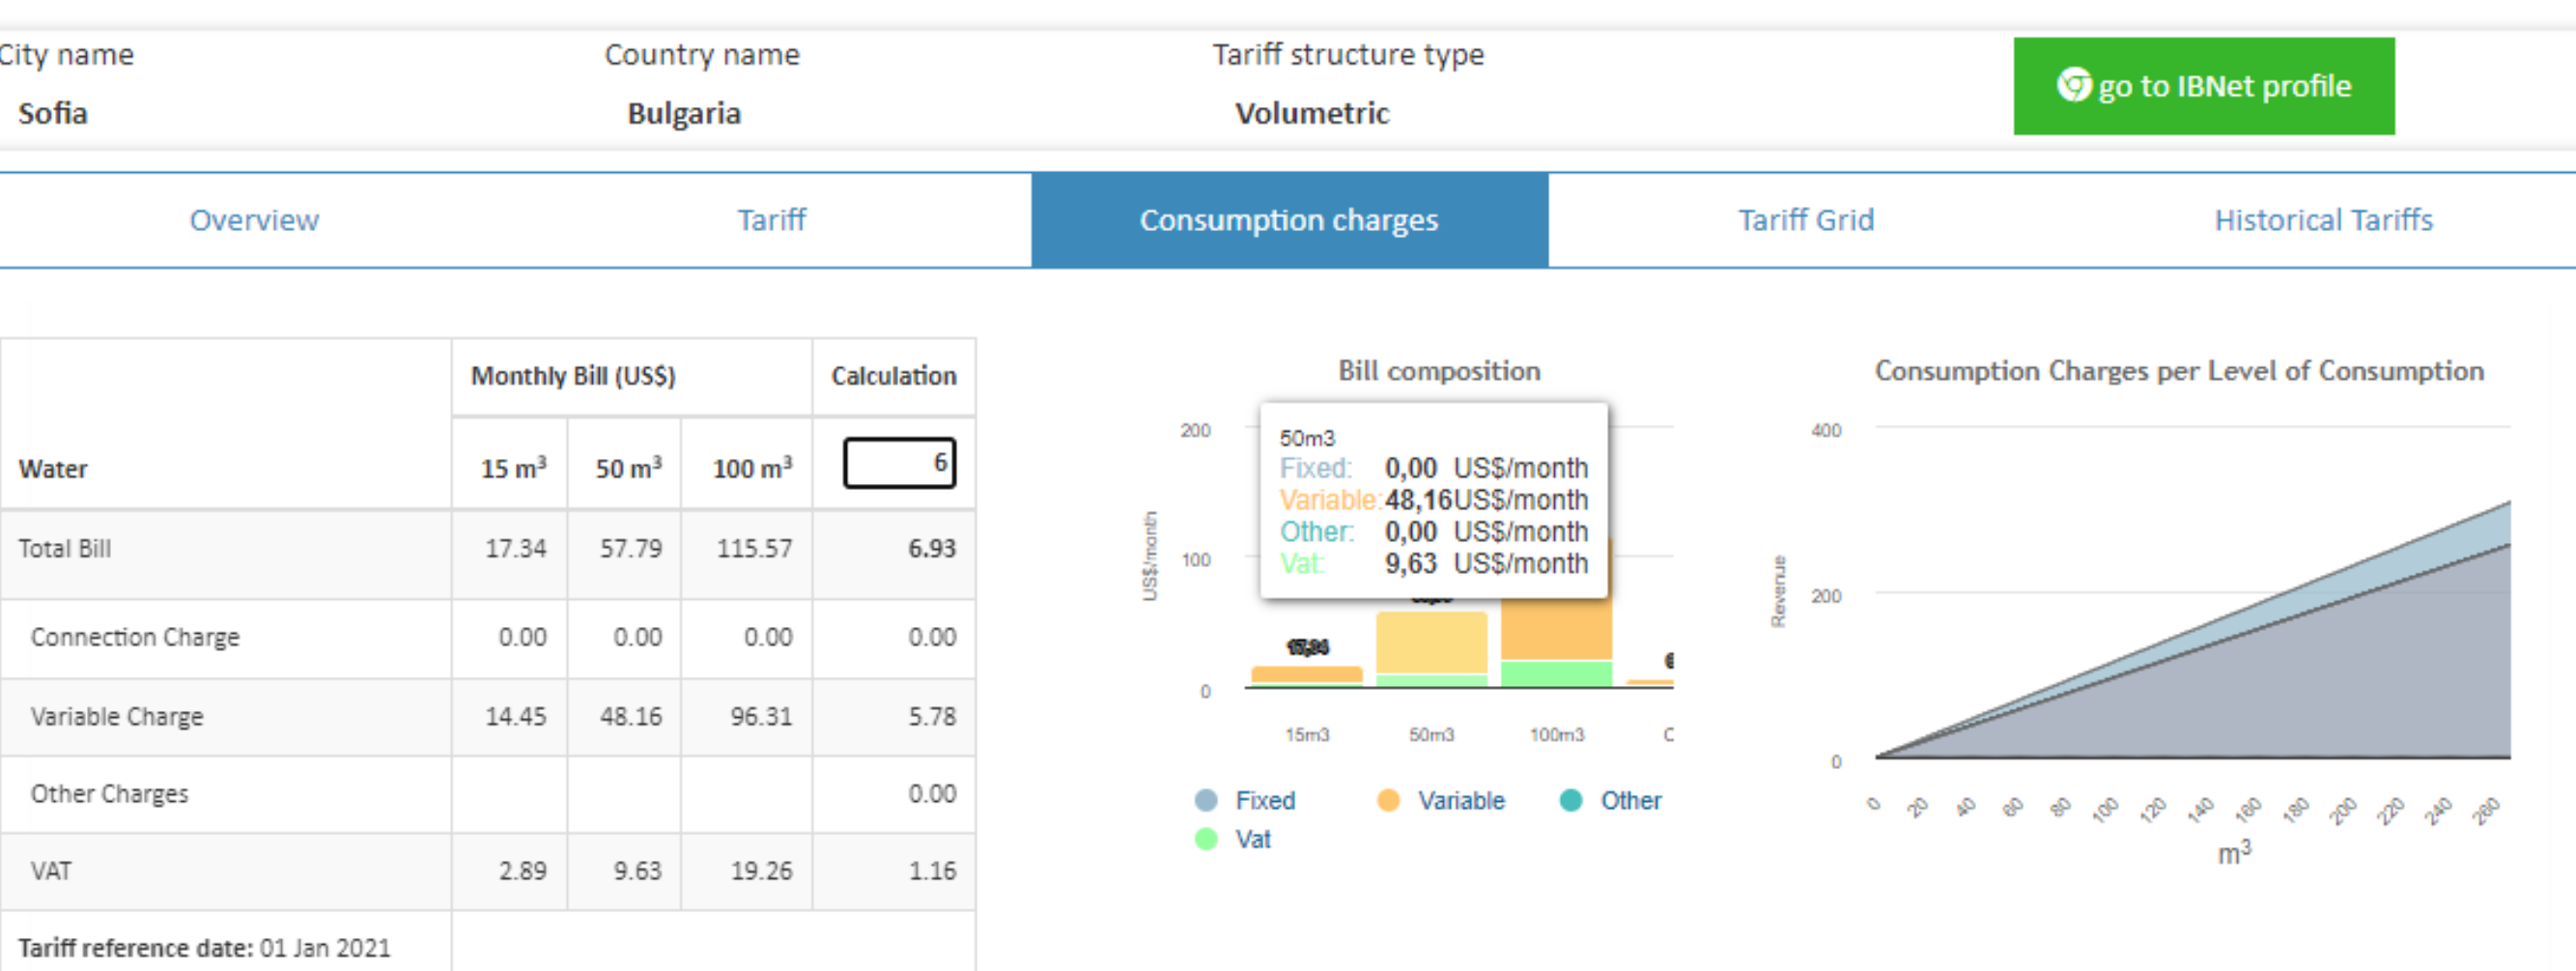 City name Country name Tariff structure type
Sofia Bulgaria Volumetric
go to IBNet profile
Overview Tariff Consumption charges Tariff Grid Historical Tariffs
Monthly Bill (US$) Calculation
Water 15 m³ 50 m³ 100 m³ 6
Total Bill 17.34 57.79 115.57 6.93
Connection Charge 0.00 0.00 0.00 0.00
Variable Charge 14.45 48.16 96.31 5.78
Other Charges 0.00
VAT 2.89 9.63 19.26 1.16
Tariff reference date: 01 Jan 2021
Bill composition
200
100
0
US$/month
50m3
Fixed: 0,00 US$/month
Variable: 48,16 US$/month
Other: 0,00 US$/month
Vat: 9,63 US$/month
17,34
15m3 50m3 100m3
Fixed Variable Other
Vat
Consumption Charges per Level of Consumption
400
200
0
Revenue
0 20 40 60 80 100 120 140 160 180 200 220 240 260
m³